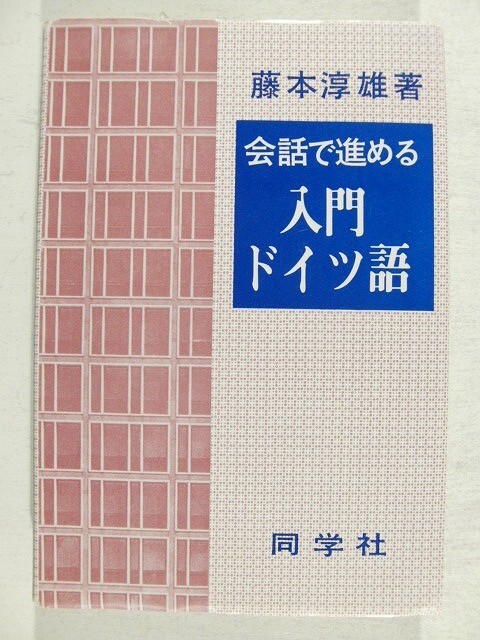 藤本淳雄著
会話で進める
入門
ドイツ語
同学社